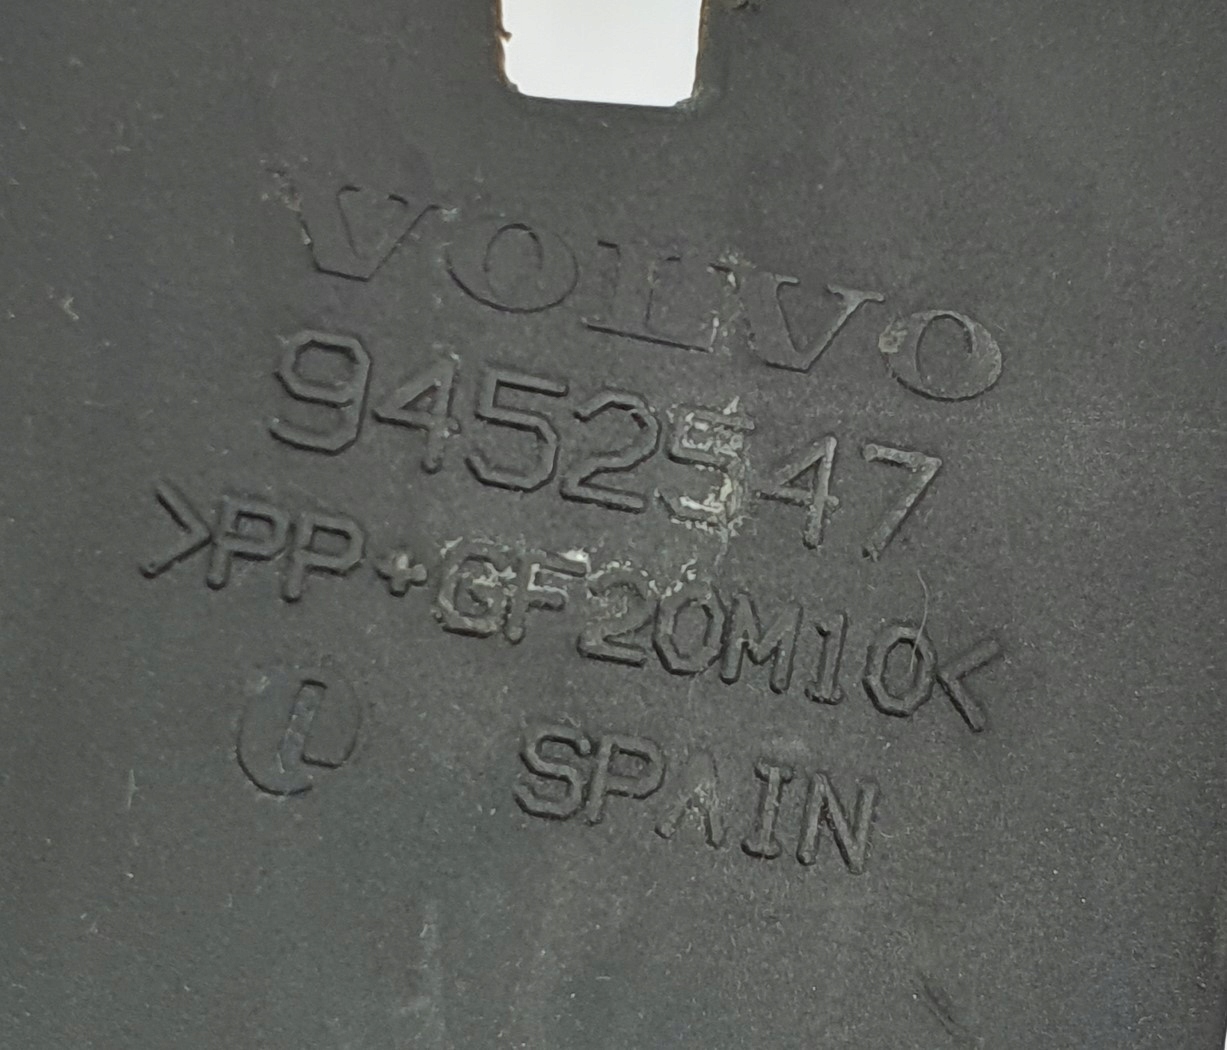 VOLVO
9452547
>PP+GF20M10<
L SPAIN